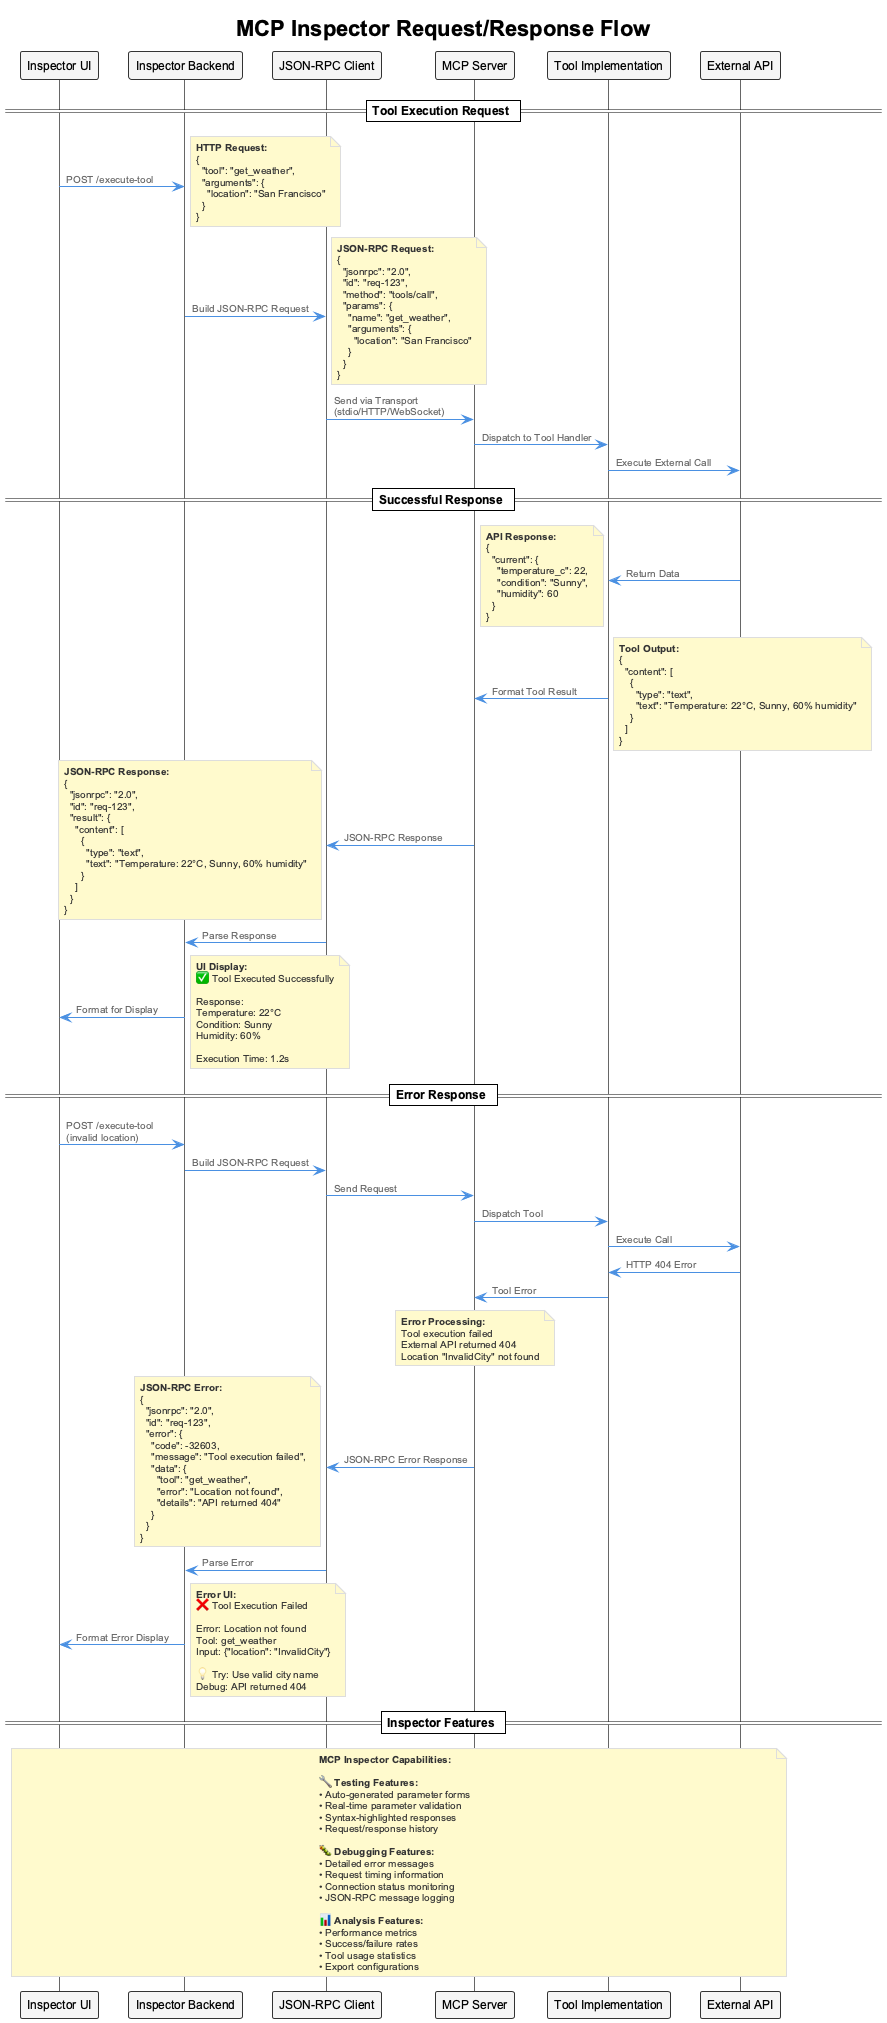 MCP Inspector Request/Response Flow
Inspector UI
Inspector Backend
JSON-RPC Client
MCP Server
Tool Implementation
External API
Tool Execution Request
HTTP Request:
{
"tool": "get_weather",
"arguments": {
"location": "San Francisco"
}
}
POST /execute-tool
JSON-RPC Request:
{
"jsonrpc": "2.0",
"id": "req-123",
"method": "tools/call",
"params": {
"name": "get_weather",
"arguments": {
"location": "San Francisco"
}
}
}
Build JSON-RPC Request
Send via Transport
(stdio/HTTP/WebSocket)
Dispatch to Tool Handler
Execute External Call
Successful Response
API Response:
{
"current": {
"temperature_c": 22,
"condition": "Sunny",
"humidity": 60
}
}
Return Data
Tool Output:
{
"content": [
{
"type": "text",
"text": "Temperature: 22°C, Sunny, 60% humidity"
}
]
}
Format Tool Result
JSON-RPC Response:
{
"jsonrpc": "2.0",
"id": "req-123",
"result": {
"content": [
{
"type": "text",
"text": "Temperature: 22°C, Sunny, 60% humidity"
}
]
}
}
JSON-RPC Response
Parse Response
UI Display:
✅ Tool Executed Successfully
Response:
Temperature: 22°C
Condition: Sunny
Humidity: 60%
Execution Time: 1.2s
Format for Display
Error Response
POST /execute-tool
(invalid location)
Build JSON-RPC Request
Send Request
Dispatch Tool
Execute Call
HTTP 404 Error
Tool Error
Error Processing:
Tool execution failed
External API returned 404
Location "InvalidCity" not found
JSON-RPC Error:
{
"jsonrpc": "2.0",
"id": "req-123",
"error": {
"code": -32603,
"message": "Tool execution failed",
"data": {
"tool": "get_weather",
"error": "Location not found",
"details": "API returned 404"
}
}
}
JSON-RPC Error Response
Parse Error
Error UI:
❌ Tool Execution Failed
Error: Location not found
Tool: get_weather
Input: {"location": "InvalidCity"}
💡 Try: Use valid city name
Debug: API returned 404
Format Error Display
Inspector Features
MCP Inspector Capabilities:
🔧 Testing Features:
• Auto-generated parameter forms
• Real-time parameter validation
• Syntax-highlighted responses
• Request/response history
🐛 Debugging Features:
• Detailed error messages
• Request timing information
• Connection status monitoring
• JSON-RPC message logging
📊 Analysis Features:
• Performance metrics
• Success/failure rates
• Tool usage statistics
• Export configurations
Inspector UI
Inspector Backend
JSON-RPC Client
MCP Server
Tool Implementation
External API